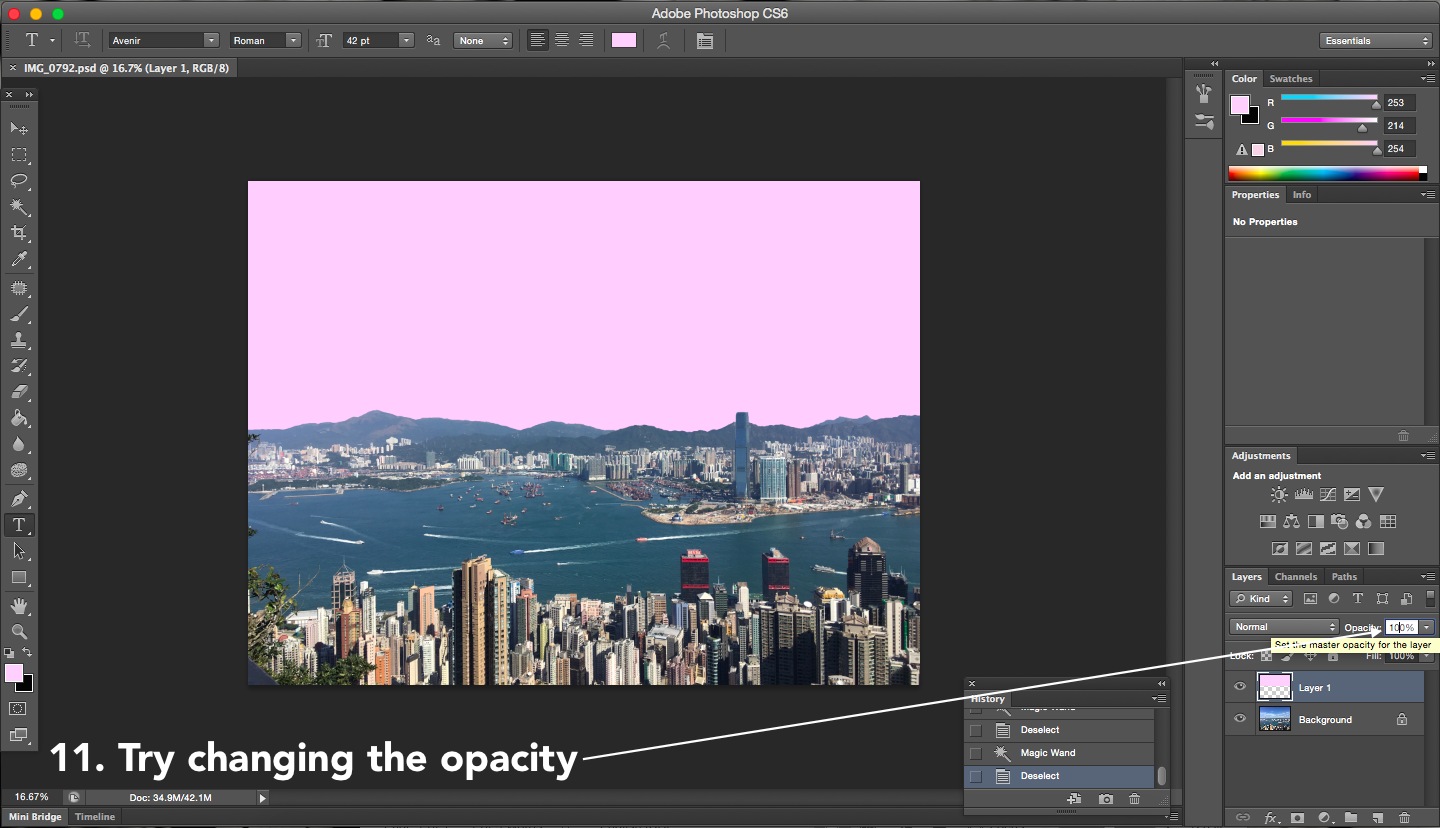 Adobe Photoshop CS6
Avenir Roman 42 pt None Essentials
IMG_0792.psd @ 16.7% (Layer 1, RGB/8)
Color Swatches
R 253
G 214
B 254
Properties Info
No Properties
Adjustments
Add an adjustment
Layers Channels Paths
Kind
Normal Opacity: 100%
Set the master opacity for the layer
Lock: Fill: 100%
Layer 1
Background
History
Magic Wand
Deselect
Magic Wand
Deselect
11. Try changing the opacity
16.67% Doc: 34.9M/42.1M
Mini Bridge Timeline